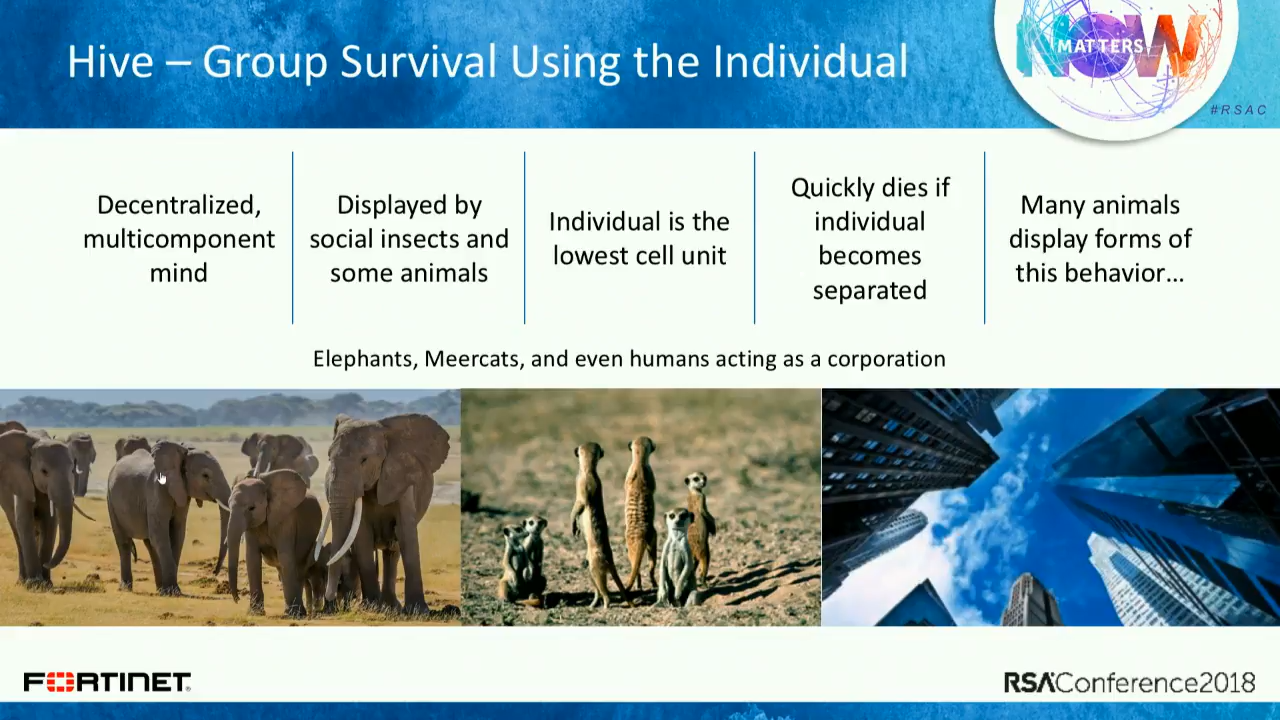 Hive – Group Survival Using the Individual
NOW
MATTERS
#RSAC
Decentralized,
multicomponent
mind
Displayed by
social insects and
some animals
Individual is the
lowest cell unit
Quickly dies if
individual
becomes
separated
Many animals
display forms of
this behavior…
Elephants, Meercats, and even humans acting as a corporation
FORTINET
RSAConference2018